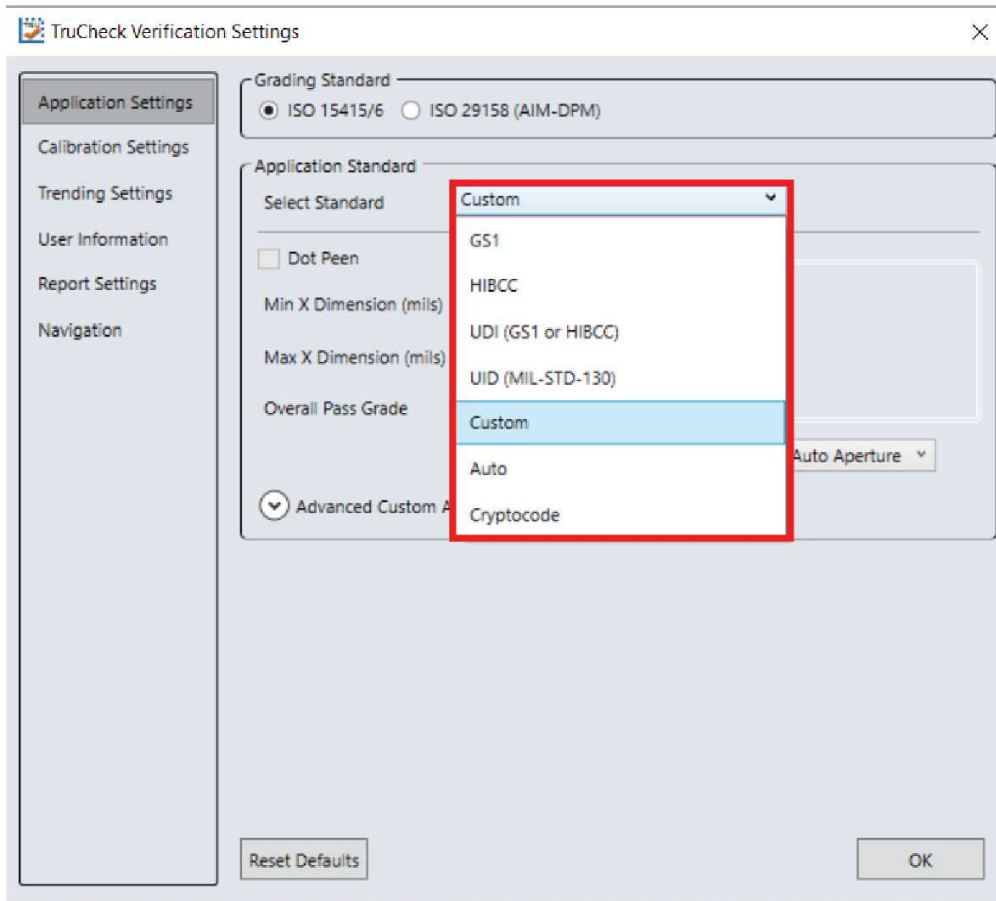 TruCheck Verification Settings
Application Settings
Calibration Settings
Trending Settings
User Information
Report Settings
Navigation
Grading Standard
ISO 15415/6
ISO 29158 (AIM-DPM)
Application Standard
Select Standard
Custom
GS1
HIBCC
UDI (GS1 or HIBCC)
UID (MIL-STD-130)
Custom
Auto
Cryptocode
Dot Peen
Min X Dimension (mils)
Max X Dimension (mils)
Overall Pass Grade
Auto Aperture
Advanced Custom A
Reset Defaults
OK